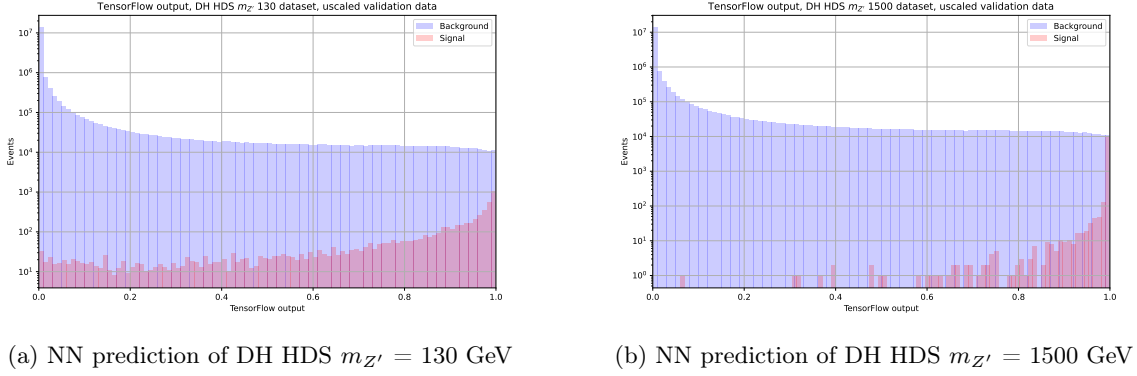 TensorFlow output, DH HDS m_{Z'} 130 dataset, uscaled validation data
Background
Signal
Events
10^7
10^6
10^5
10^4
10^3
10^2
10^1
0.0 0.2 0.4 0.6 0.8 1.0
TensorFlow output
(a) NN prediction of DH HDS m_{Z'} = 130 GeV
TensorFlow output, DH HDS m_{Z'} 1500 dataset, uscaled validation data
Background
Signal
Events
10^7
10^6
10^5
10^4
10^3
10^2
10^1
10^0
0.0 0.2 0.4 0.6 0.8 1.0
TensorFlow output
(b) NN prediction of DH HDS m_{Z'} = 1500 GeV